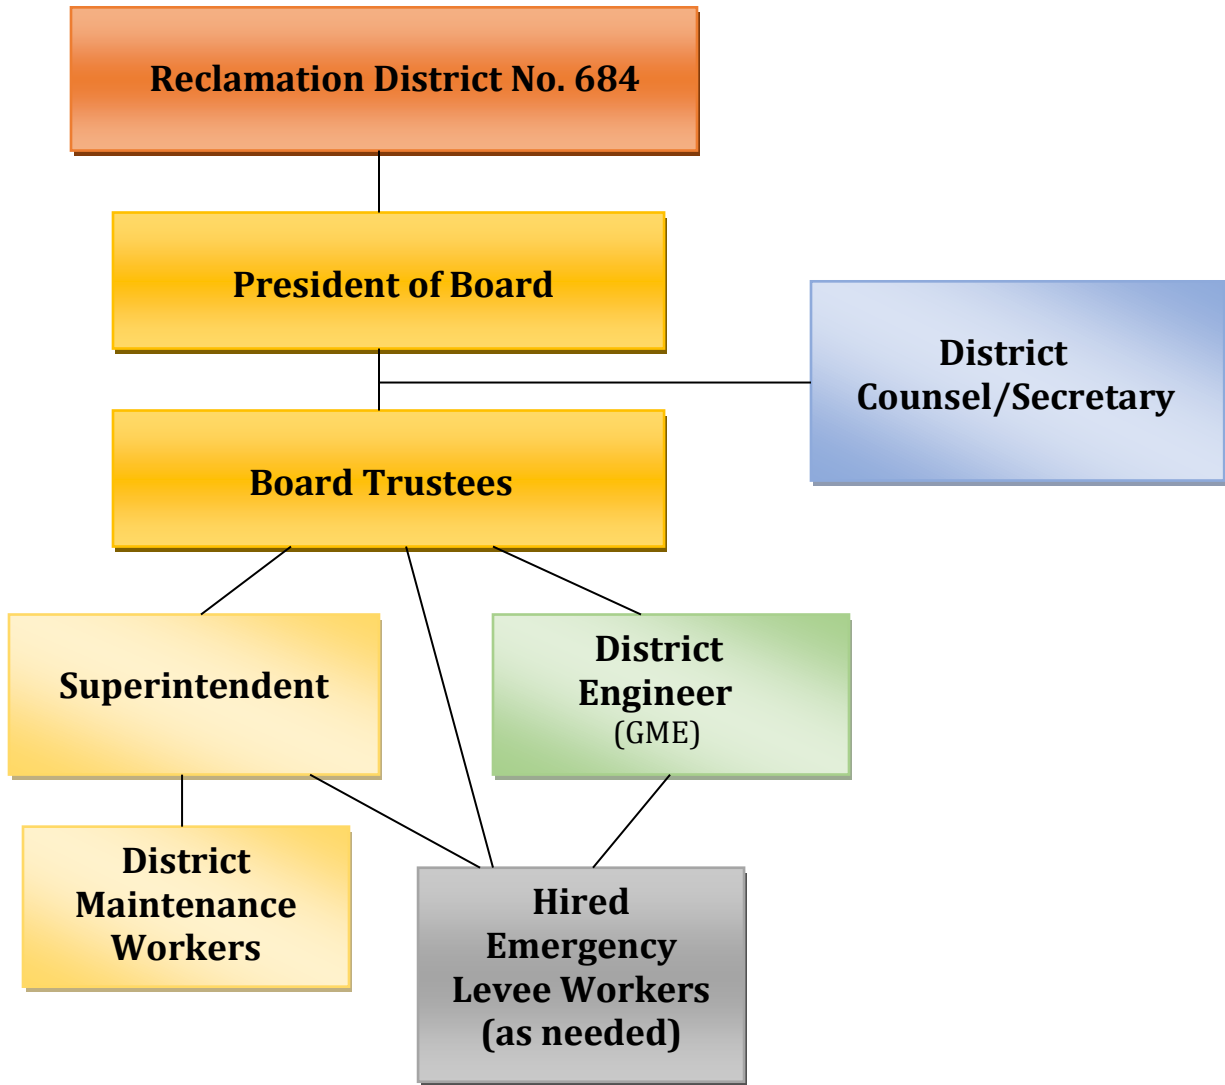 Reclamation District No. 684
President of Board
District
Counsel/Secretary
Board Trustees
Superintendent
District
Engineer
(GME)
District
Maintenance
Workers
Hired
Emergency
Levee Workers
(as needed)